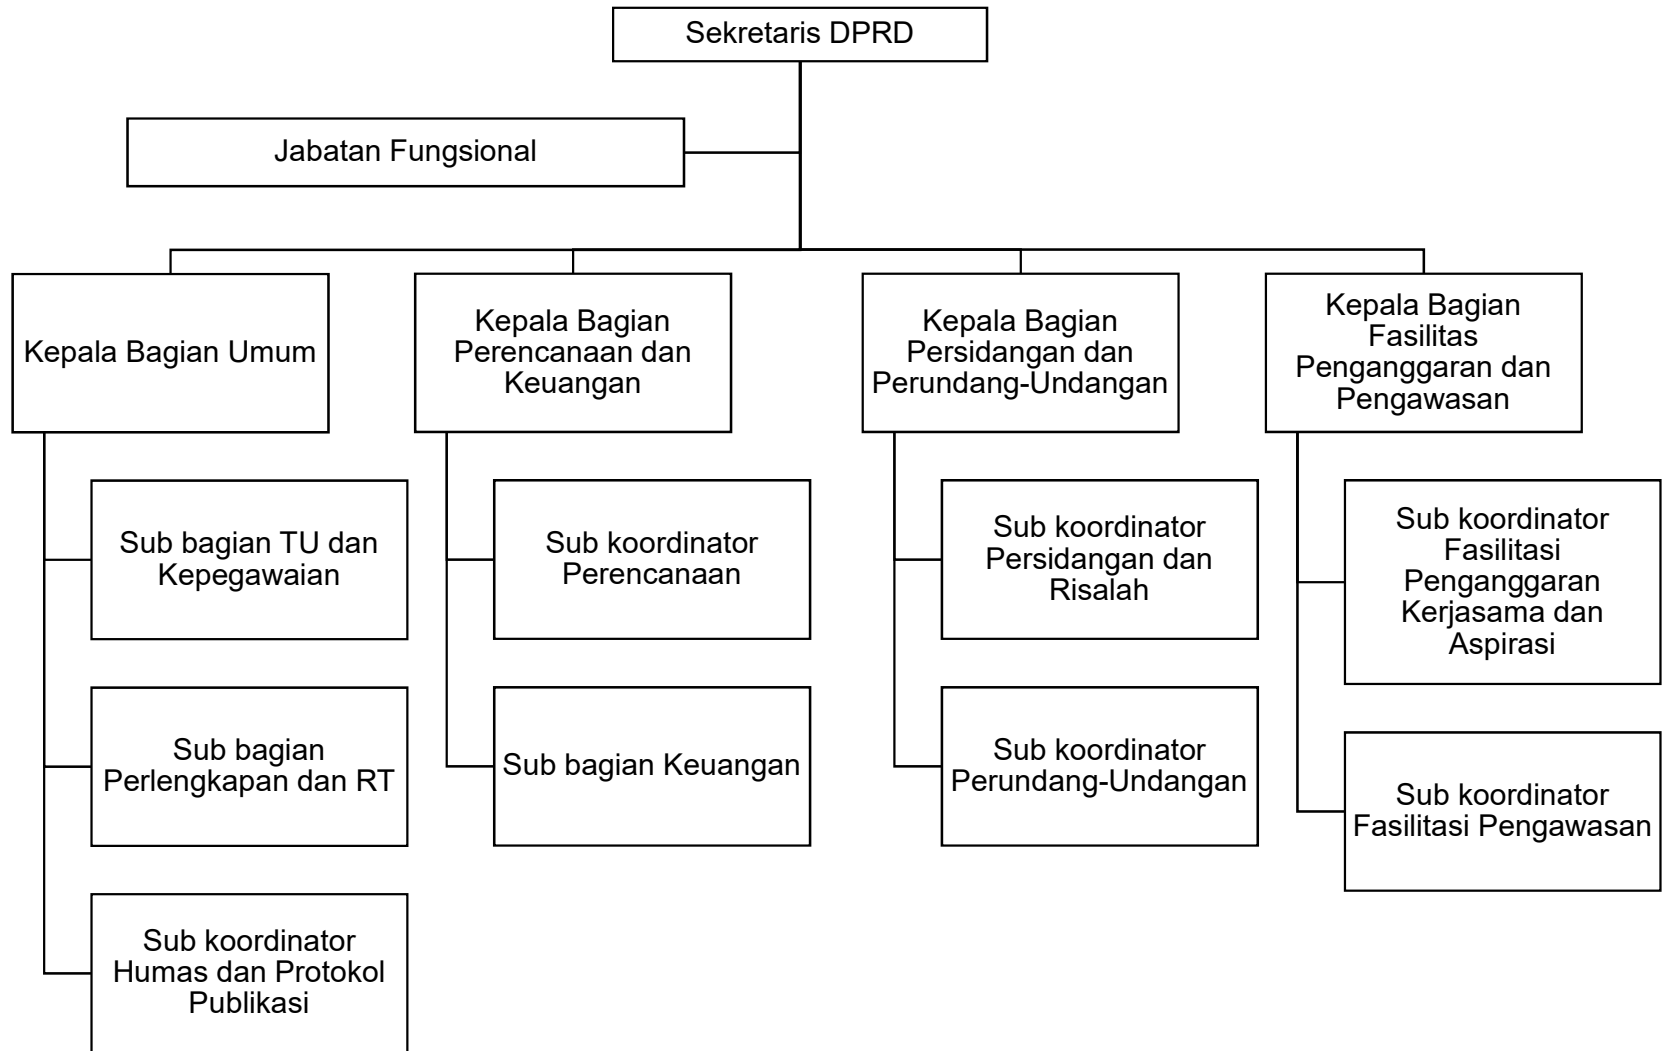 Sekretaris DPRD
Jabatan Fungsional
Kepala Bagian Umum
Kepala Bagian
Perencanaan dan
Keuangan
Kepala Bagian
Persidangan dan
Perundang-Undangan
Kepala Bagian
Fasilitas
Penganggaran dan
Pengawasan
Sub bagian TU dan
Kepegawaian
Sub bagian
Perlengkapan dan RT
Sub koordinator
Humas dan Protokol
Publikasi
Sub koordinator
Perencanaan
Sub bagian Keuangan
Sub koordinator
Persidangan dan
Risalah
Sub koordinator
Perundang-Undangan
Sub koordinator
Fasilitasi
Penganggaran
Kerjasama dan
Aspirasi
Sub koordinator
Fasilitasi Pengawasan